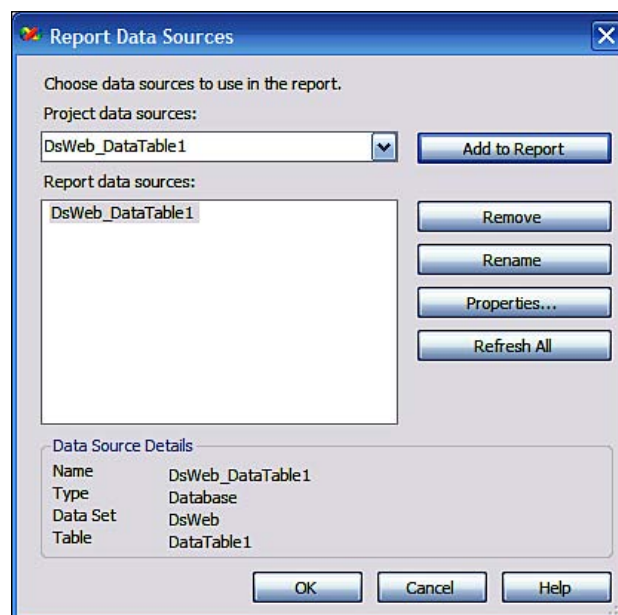 Report Data Sources
Choose data sources to use in the report.
Project data sources:
DsWeb_DataTable1
Add to Report
Report data sources:
DsWeb_DataTable1
Remove
Rename
Properties...
Refresh All
Data Source Details
Name DsWeb_DataTable1
Type Database
Data Set DsWeb
Table DataTable1
OK Cancel Help